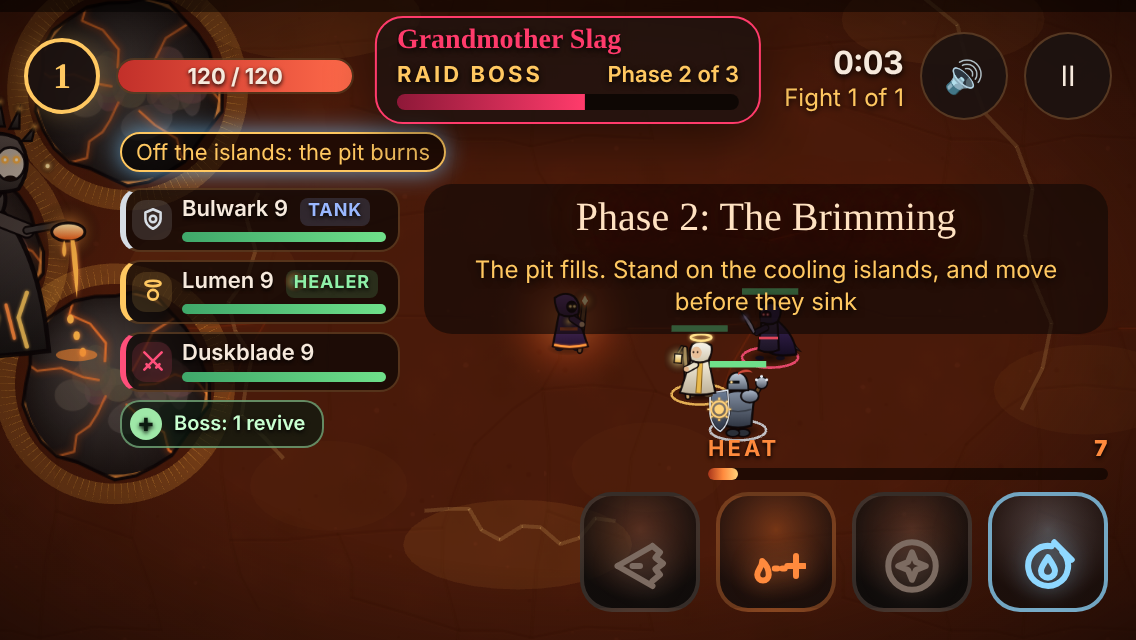 1
120 / 120
Grandmother Slag
RAID BOSS
Phase 2 of 3
0:03
Fight 1 of 1
Off the islands: the pit burns
Bulwark 9
TANK
Lumen 9
HEALER
Duskblade 9
Boss: 1 revive
Phase 2: The Brimming
The pit fills. Stand on the cooling islands, and move
before they sink
HEAT
7